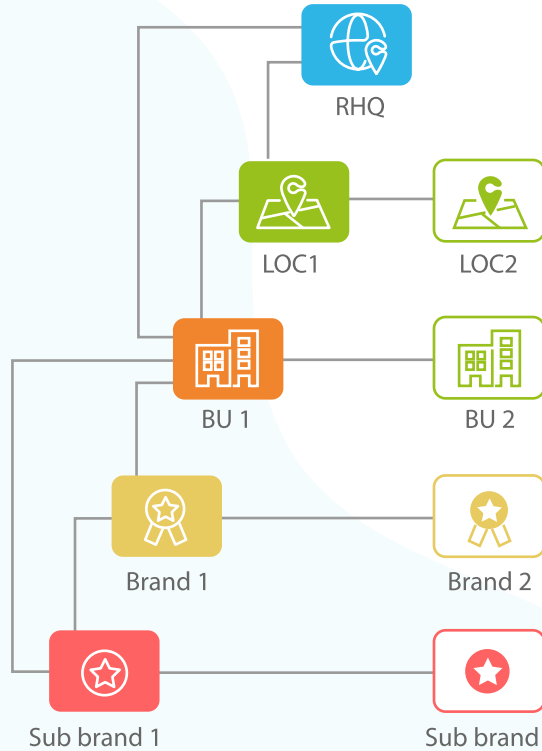 RHQ
LOC1
LOC2
BU 1
BU 2
Brand 1
Brand 2
Sub brand 1
Sub brand